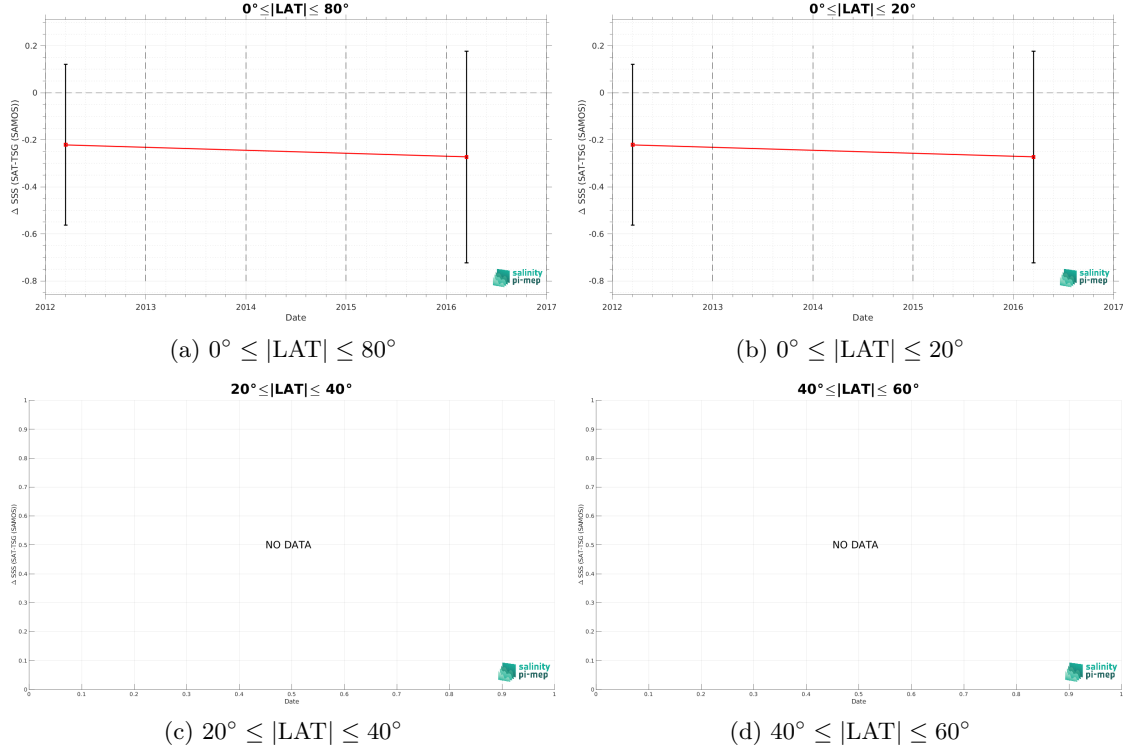 0°≤|LAT|≤ 80°
Δ SSS (SAT-TSG (SAMOS))
0.2
0
-0.2
-0.4
-0.6
-0.8
2012 2013 2014 2015 2016 2017
Date
salinity
pi-mep
(a) 0° ≤ |LAT| ≤ 80°
0°≤|LAT|≤ 20°
Δ SSS (SAT-TSG (SAMOS))
0.2
0
-0.2
-0.4
-0.6
-0.8
2012 2013 2014 2015 2016 2017
Date
salinity
pi-mep
(b) 0° ≤ |LAT| ≤ 20°
20°≤|LAT|≤ 40°
Δ SSS (SAT-TSG (SAMOS))
1
0.9
0.8
0.7
0.6
0.5
0.4
0.3
0.2
0.1
0
NO DATA
0 0.1 0.2 0.3 0.4 0.5 0.6 0.7 0.8 0.9 1
Date
salinity
pi-mep
(c) 20° ≤ |LAT| ≤ 40°
40°≤|LAT|≤ 60°
Δ SSS (SAT-TSG (SAMOS))
1
0.9
0.8
0.7
0.6
0.5
0.4
0.3
0.2
0.1
0
NO DATA
0 0.1 0.2 0.3 0.4 0.5 0.6 0.7 0.8 0.9 1
Date
salinity
pi-mep
(d) 40° ≤ |LAT| ≤ 60°